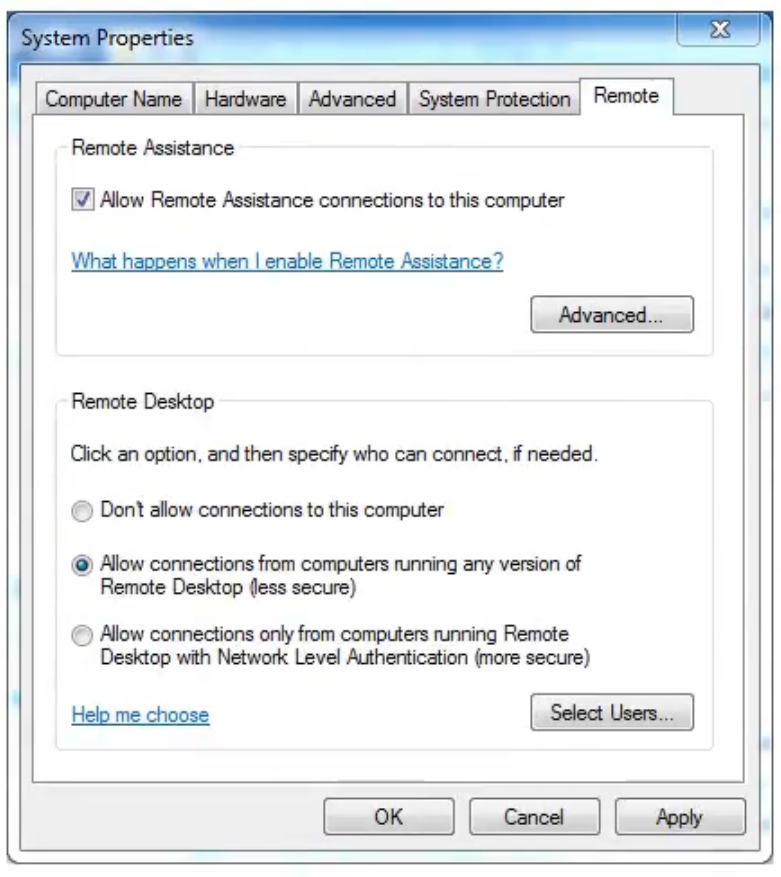 System Properties
Computer Name Hardware Advanced System Protection Remote
Remote Assistance
Allow Remote Assistance connections to this computer
What happens when I enable Remote Assistance?
Advanced...
Remote Desktop
Click an option, and then specify who can connect, if needed.
Don't allow connections to this computer
Allow connections from computers running any version of
Remote Desktop (less secure)
Allow connections only from computers running Remote
Desktop with Network Level Authentication (more secure)
Help me choose Select Users...
OK Cancel Apply